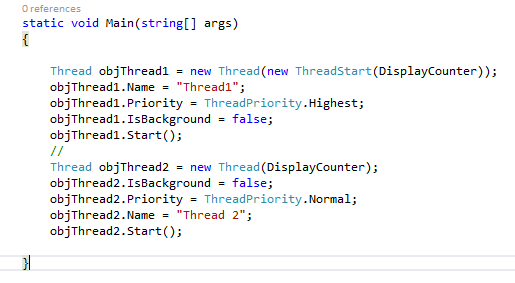 0 references
static void Main(string[] args)
{
Thread objThread1 = new Thread(new ThreadStart(DisplayCounter));
objThread1.Name = "Thread1";
objThread1.Priority = ThreadPriority.Highest;
objThread1.IsBackground = false;
objThread1.Start();
//
Thread objThread2 = new Thread(DisplayCounter);
objThread2.IsBackground = false;
objThread2.Priority = ThreadPriority.Normal;
objThread2.Name = "Thread 2";
objThread2.Start();
}